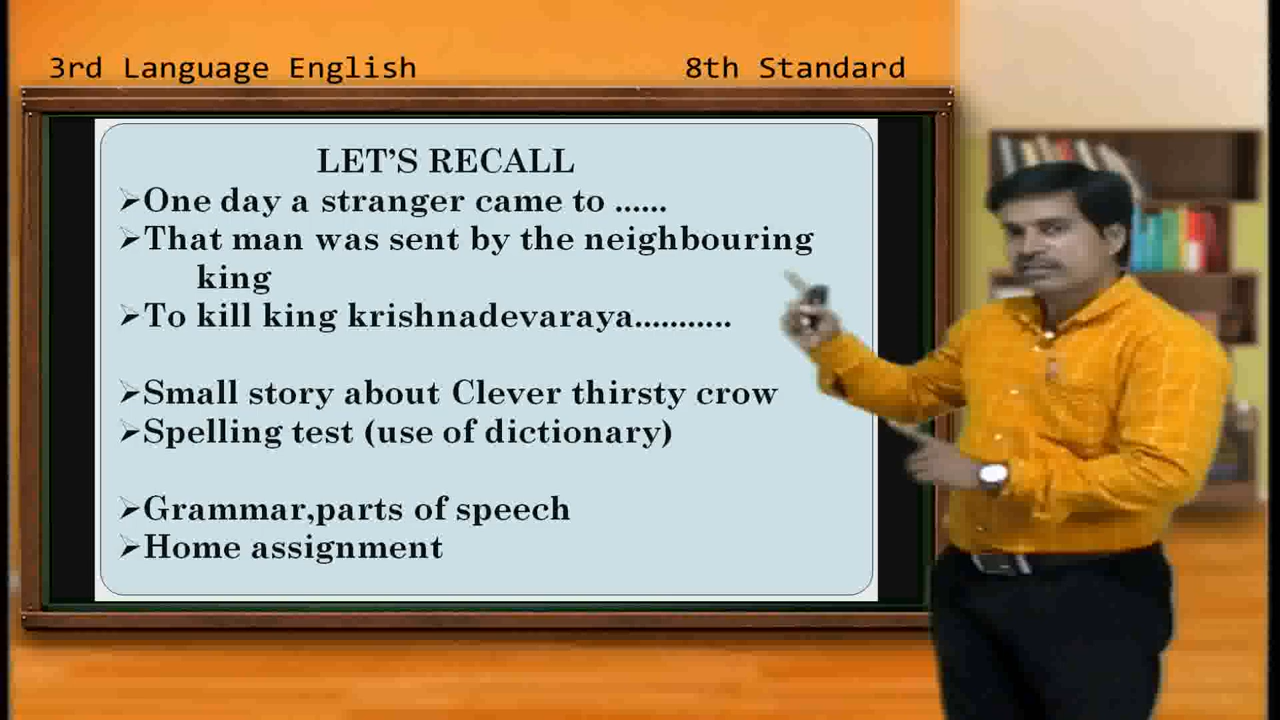 3rd Language English 8th Standard
LET'S RECALL
➢One day a stranger came to ......
➢That man was sent by the neighbouring
king
➢To kill king krishnadevaraya...........
➢Small story about Clever thirsty crow
➢Spelling test (use of dictionary)
➢Grammar,parts of speech
➢Home assignment